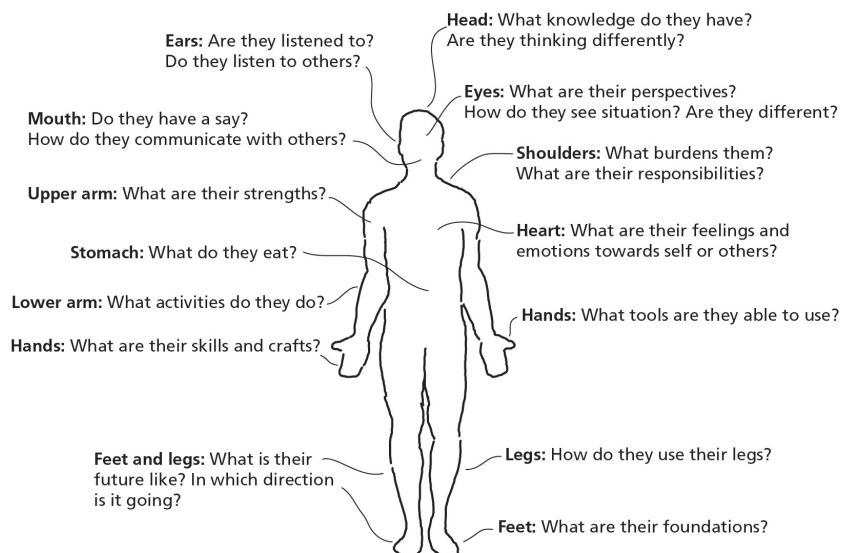 Head: What knowledge do they have?
Are they thinking differently?
Ears: Are they listened to?
Do they listen to others?
Eyes: What are their perspectives?
How do they see situation? Are they different?
Mouth: Do they have a say?
How do they communicate with others?
Shoulders: What burdens them?
What are their responsibilities?
Upper arm: What are their strengths?
Heart: What are their feelings and
emotions towards self or others?
Stomach: What do they eat?
Lower arm: What activities do they do?
Hands: What tools are they able to use?
Hands: What are their skills and crafts?
Feet and legs: What is their
future like? In which direction
is it going?
Legs: How do they use their legs?
Feet: What are their foundations?